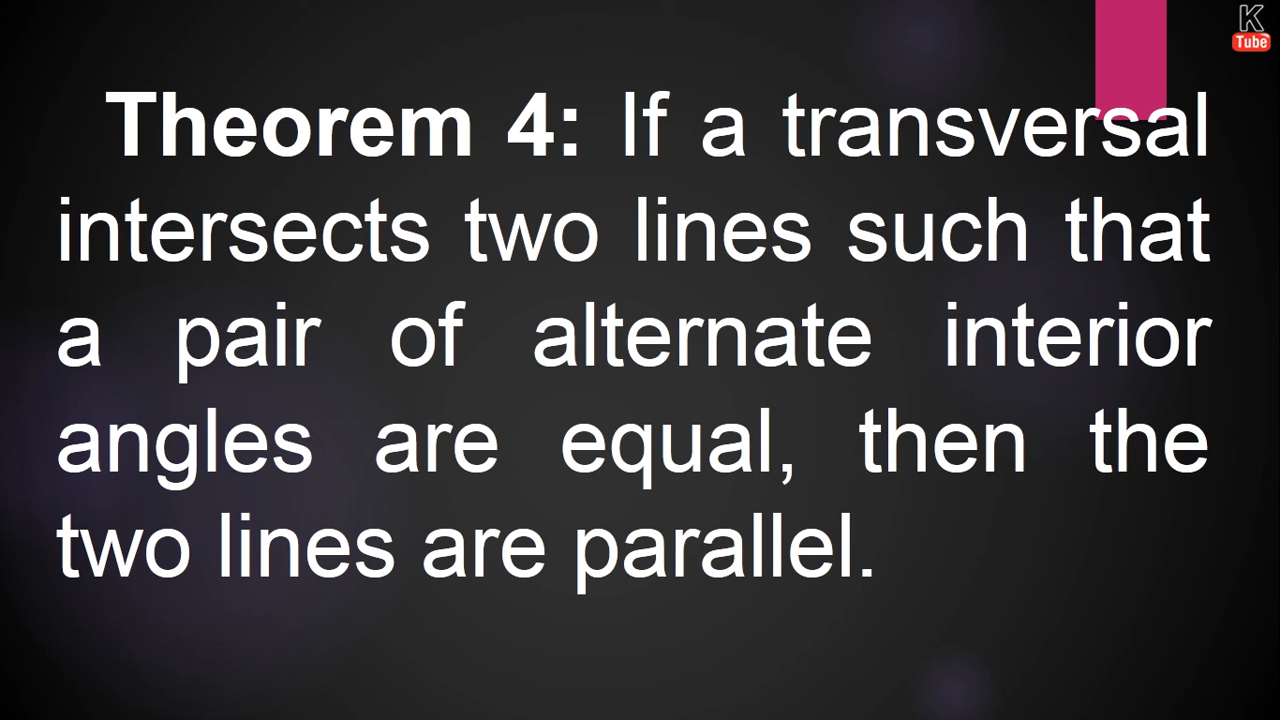 K
Tube
Theorem 4: If a transversal
intersects two lines such that
a pair of alternate interior
angles are equal, then the
two lines are parallel.